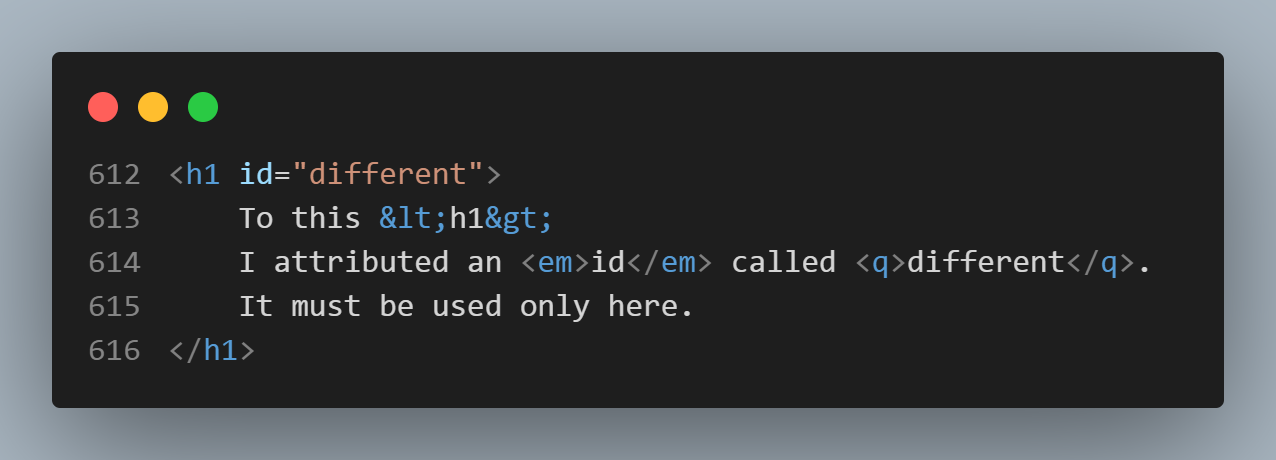 612 <h1 id="different">
613     To this &lt;h1&gt;
614     I attributed an <em>id</em> called <q>different</q>.
615     It must be used only here.
616 </h1>